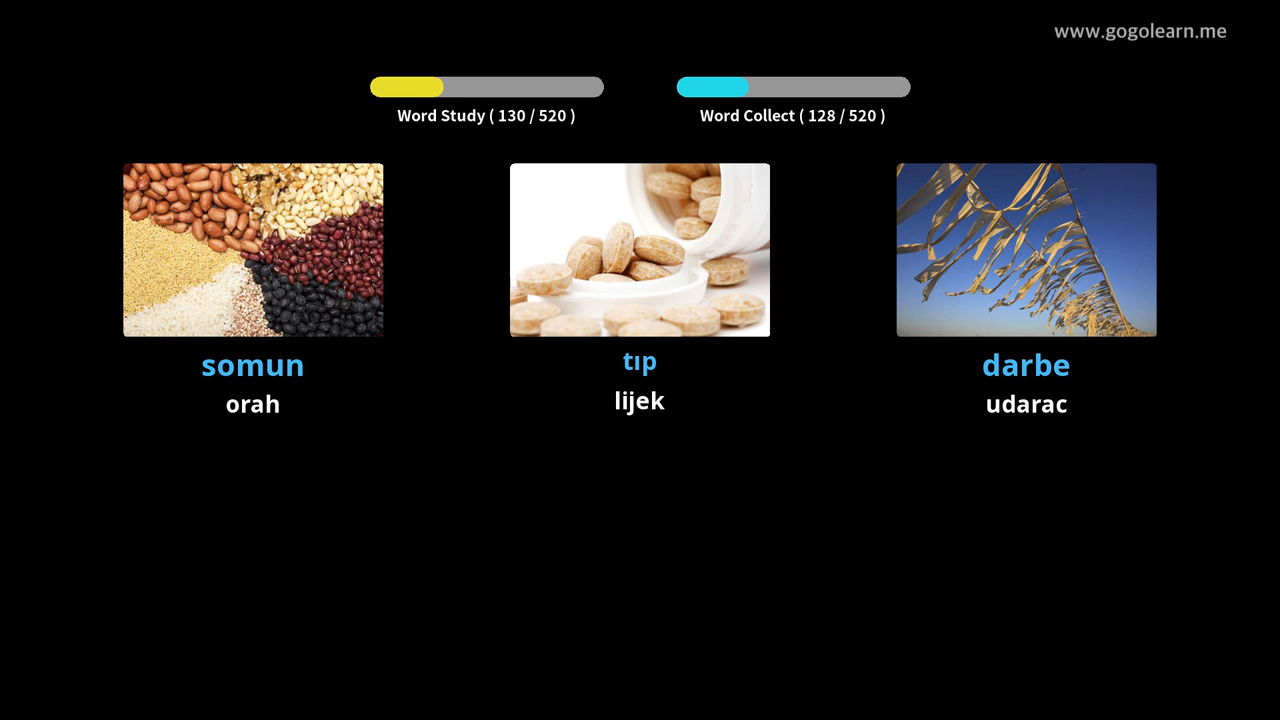 www.gogolearn.me
Word Study ( 130 / 520 )
Word Collect ( 128 / 520 )
somun
orah
tıp
lijek
darbe
udarac